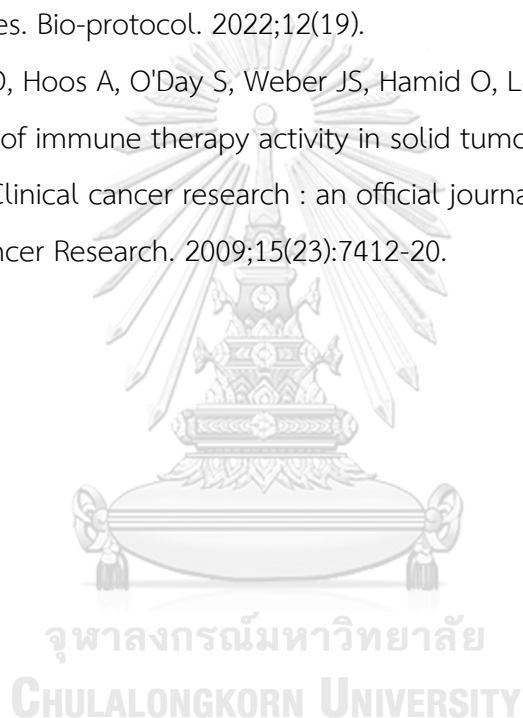 es. Bio-protocol. 2022;12(19).
, Hoos A, O'Day S, Weber JS, Hamid O, L
of immune therapy activity in solid tumo
Clinical cancer research : an official journa
ncer Research. 2009;15(23):7412-20.
จุฬาลงกรณ์มหาวิทยาลัย
CHULALONGKORN UNIVERSITY